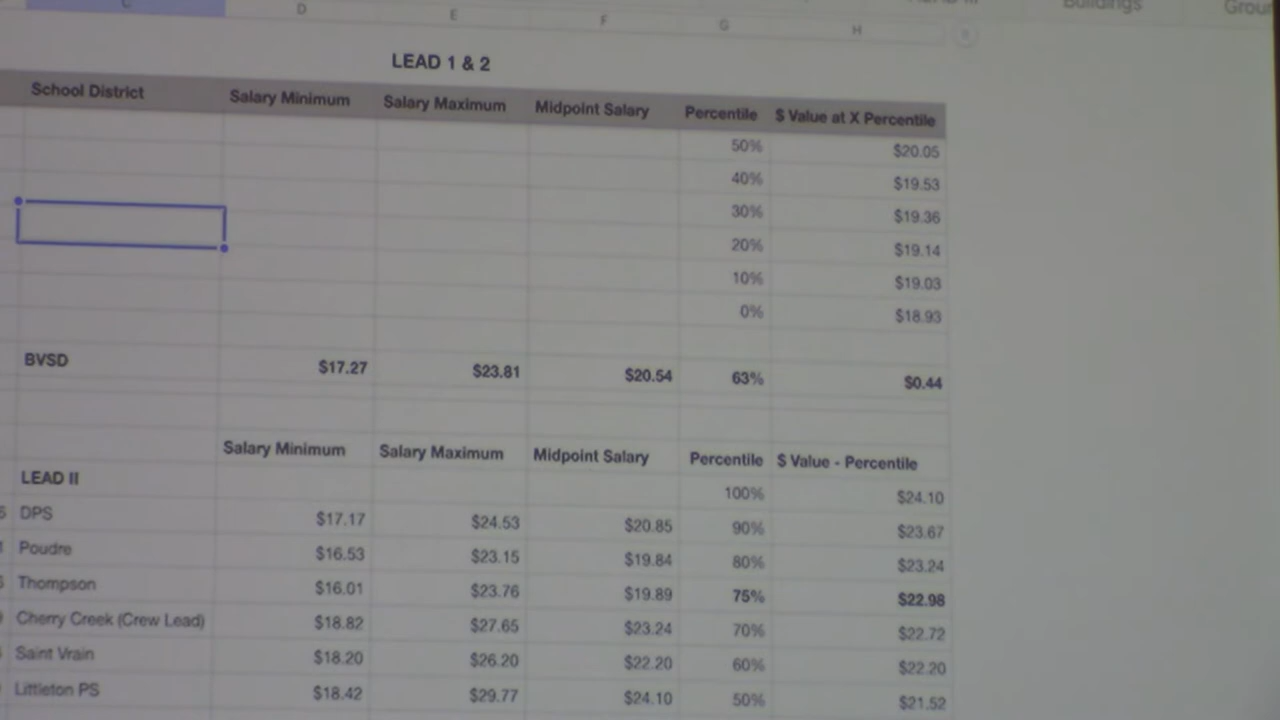 C D E F G H
Buildings
LEAD 1 & 2
School District Salary Minimum Salary Maximum Midpoint Salary Percentile $ Value at X Percentile
50% $20.05
40% $19.53
30% $19.36
20% $19.14
10% $19.03
0% $18.93
BVSD $17.27 $23.81 $20.54 63% $0.44
Salary Minimum Salary Maximum Midpoint Salary Percentile $ Value - Percentile
LEAD II 100% $24.10
DPS $17.17 $24.53 $20.85 90% $23.67
Poudre $16.53 $23.15 $19.84 80% $23.24
Thompson $16.01 $23.76 $19.89 75% $22.98
Cherry Creek (Crew Lead) $18.82 $27.65 $23.24 70% $22.72
Saint Vrain $18.20 $26.20 $22.20 60% $22.20
Littleton PS $18.42 $29.77 $24.10 50% $21.52